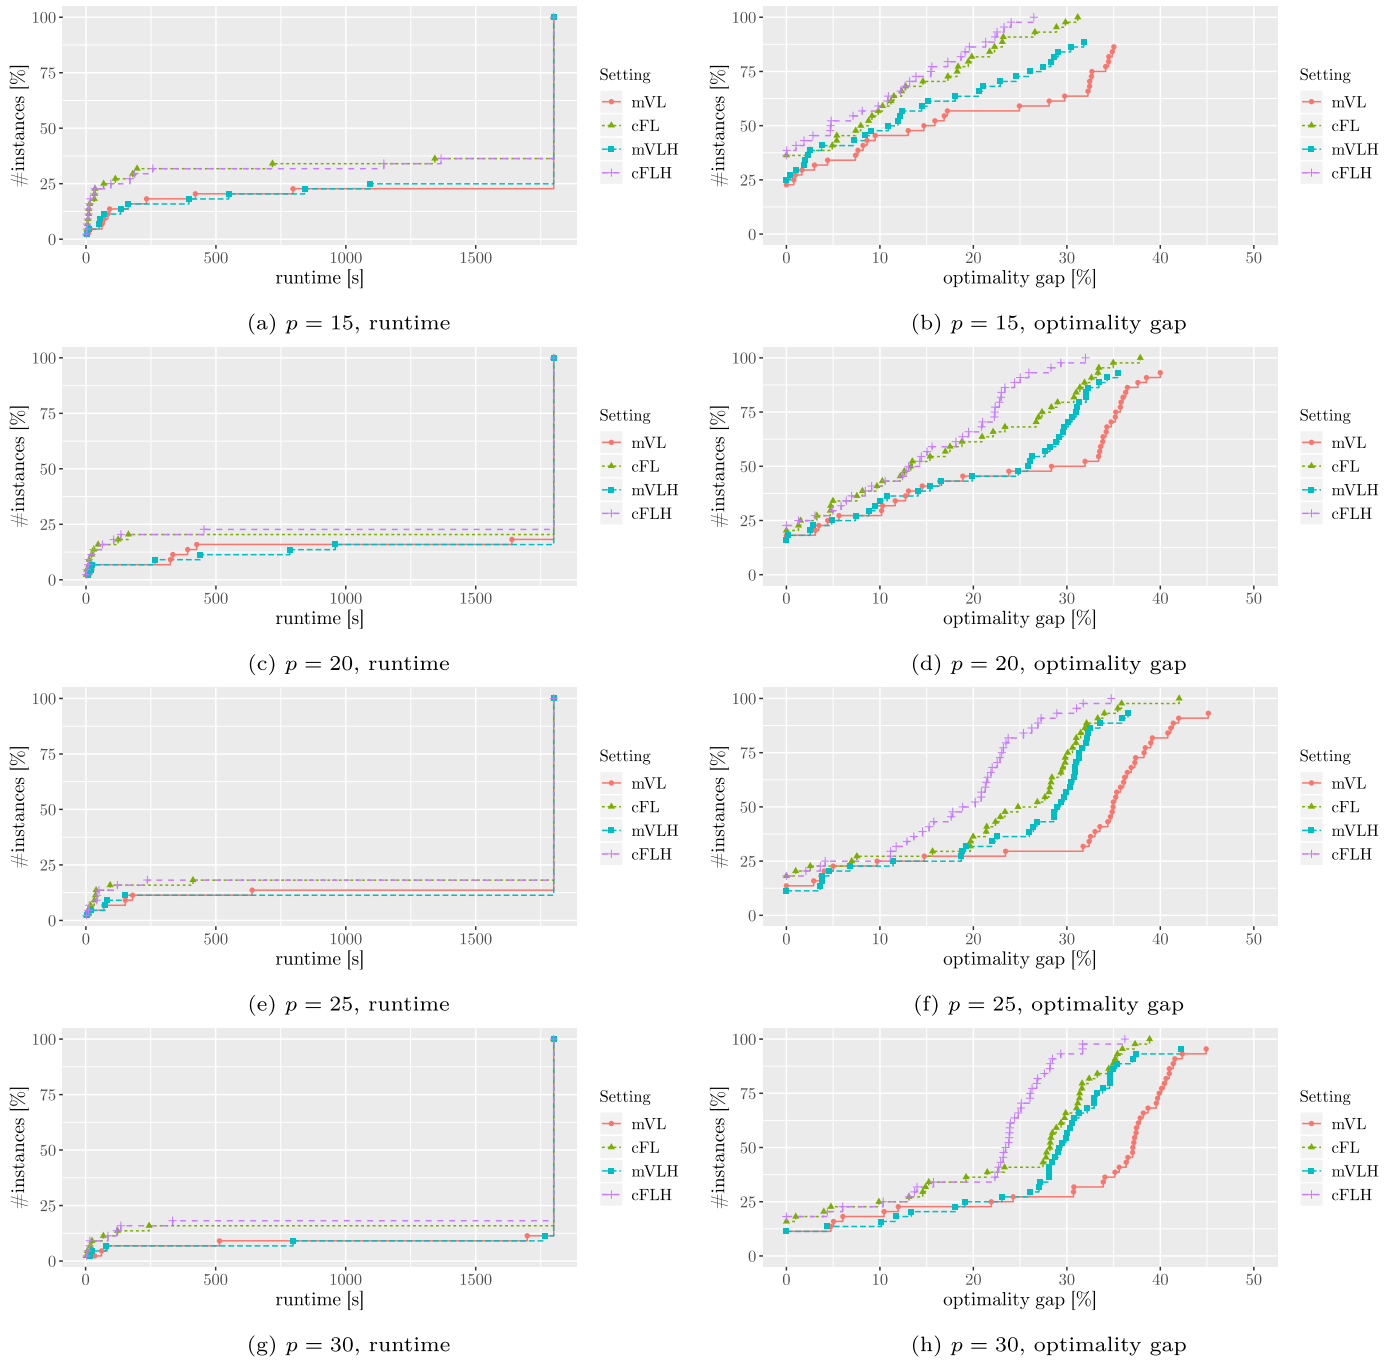 #instances [%]
100
75
50
25
0
0 500 1000 1500
runtime [s]
Setting
mVL
cFL
mVLH
cFLH
(a) p = 15, runtime
#instances [%]
100
75
50
25
0
0 10 20 30 40 50
optimality gap [%]
Setting
mVL
cFL
mVLH
cFLH
(b) p = 15, optimality gap
#instances [%]
100
75
50
25
0
0 500 1000 1500
runtime [s]
Setting
mVL
cFL
mVLH
cFLH
(c) p = 20, runtime
#instances [%]
100
75
50
25
0
0 10 20 30 40 50
optimality gap [%]
Setting
mVL
cFL
mVLH
cFLH
(d) p = 20, optimality gap
#instances [%]
100
75
50
25
0
0 500 1000 1500
runtime [s]
Setting
mVL
cFL
mVLH
cFLH
(e) p = 25, runtime
#instances [%]
100
75
50
25
0
0 10 20 30 40 50
optimality gap [%]
Setting
mVL
cFL
mVLH
cFLH
(f) p = 25, optimality gap
#instances [%]
100
75
50
25
0
0 500 1000 1500
runtime [s]
Setting
mVL
cFL
mVLH
cFLH
(g) p = 30, runtime
#instances [%]
100
75
50
25
0
0 10 20 30 40 50
optimality gap [%]
Setting
mVL
cFL
mVLH
cFLH
(h) p = 30, optimality gap